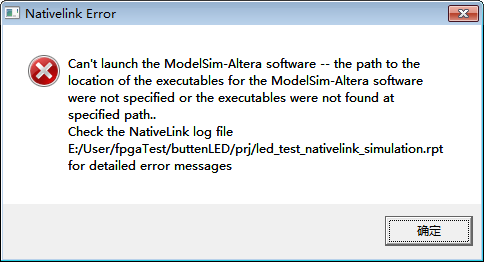 Nativelink Error
Can't launch the ModelSim-Altera software -- the path to the
location of the executables for the ModelSim-Altera software
were not specified or the executables were not found at
specified path..
Check the NativeLink log file
E:/User/fpgaTest/buttenLED/prj/led_test_nativelink_simulation.rpt
for detailed error messages
确定